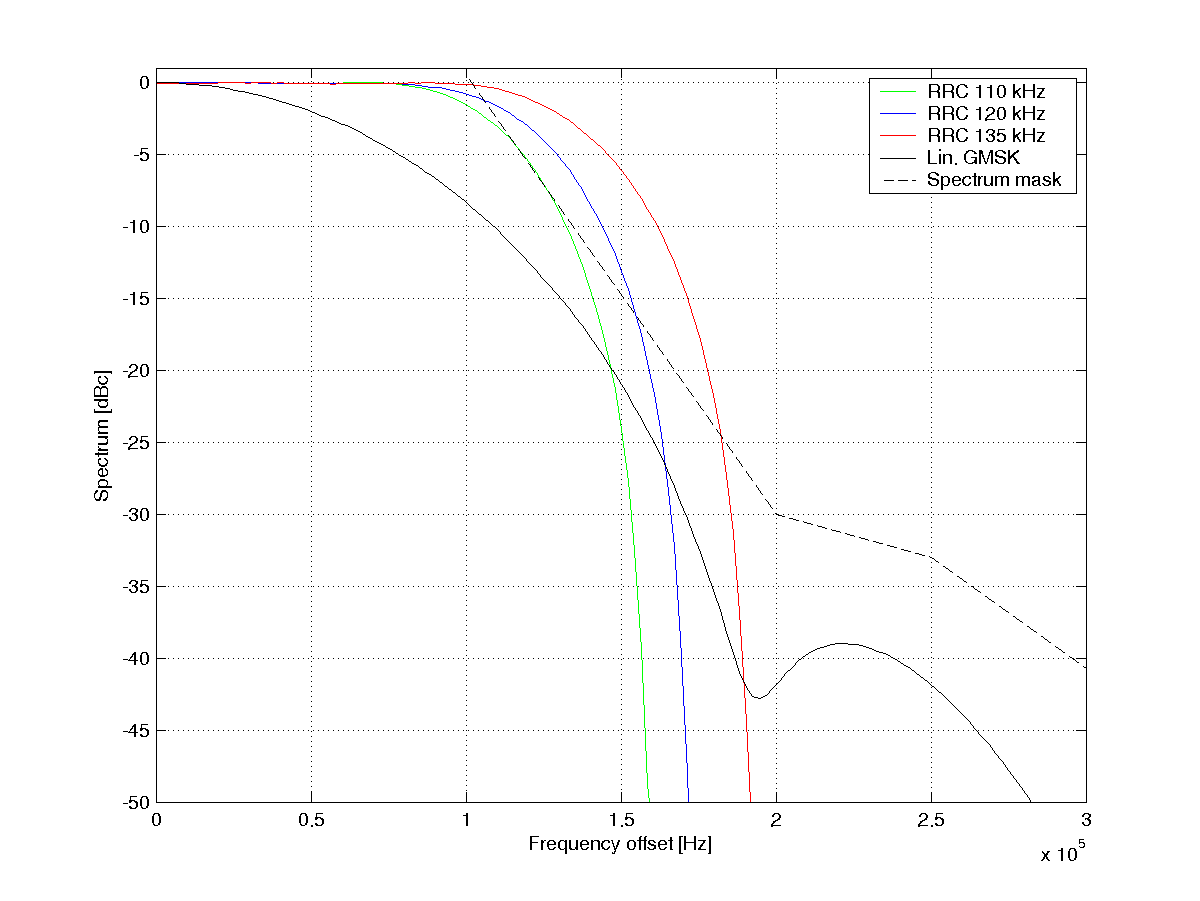 0
-5
-10
-15
-20
-25
-30
-35
-40
-45
-50
Spectrum [dBc]
RRC 110 kHz
RRC 120 kHz
RRC 135 kHz
Lin. GMSK
Spectrum mask
0 0.5 1 1.5 2 2.5 3
Frequency offset [Hz]
x 10^5